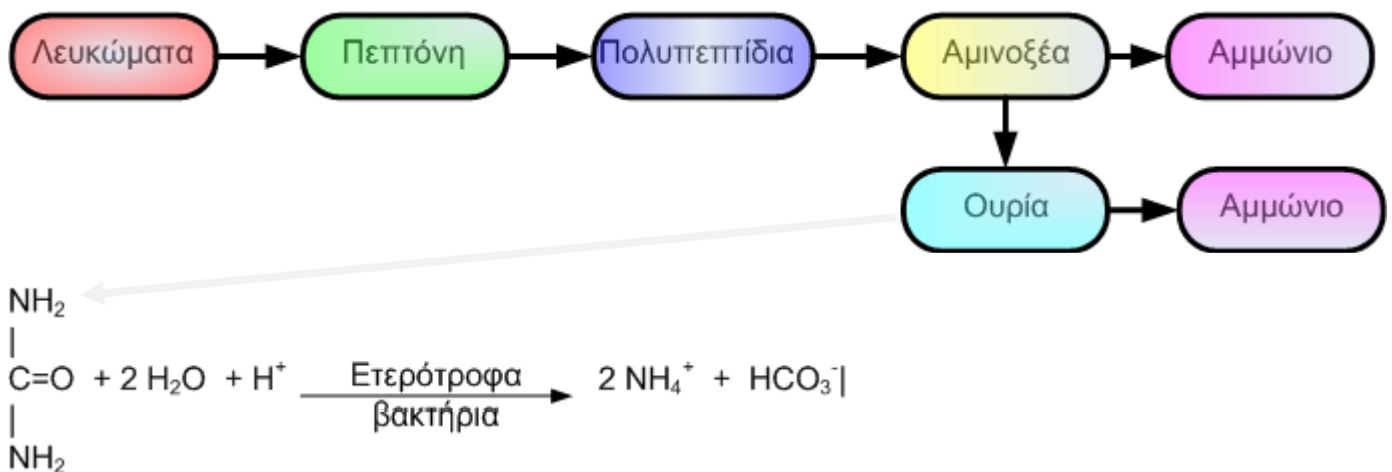 Λευκώματα Πεπτόνη Πολυπεπτίδια Αμινοξέα Αμμώνιο
Ουρία Αμμώνιο
NH₂
|
C=O + 2 H₂O + H⁺ Ετερότροφα βακτήρια 2 NH₄⁺ + HCO₃⁻|
|
NH₂